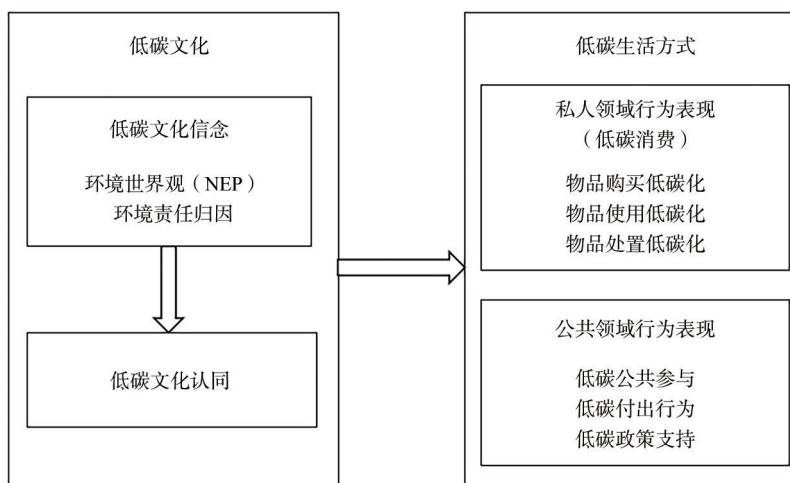 低碳文化
低碳文化信念
环境世界观（NEP）
环境责任归因
低碳文化认同
低碳生活方式
私人领域行为表现
（低碳消费）
物品购买低碳化
物品使用低碳化
物品处置低碳化
公共领域行为表现
低碳公共参与
低碳付出行为
低碳政策支持